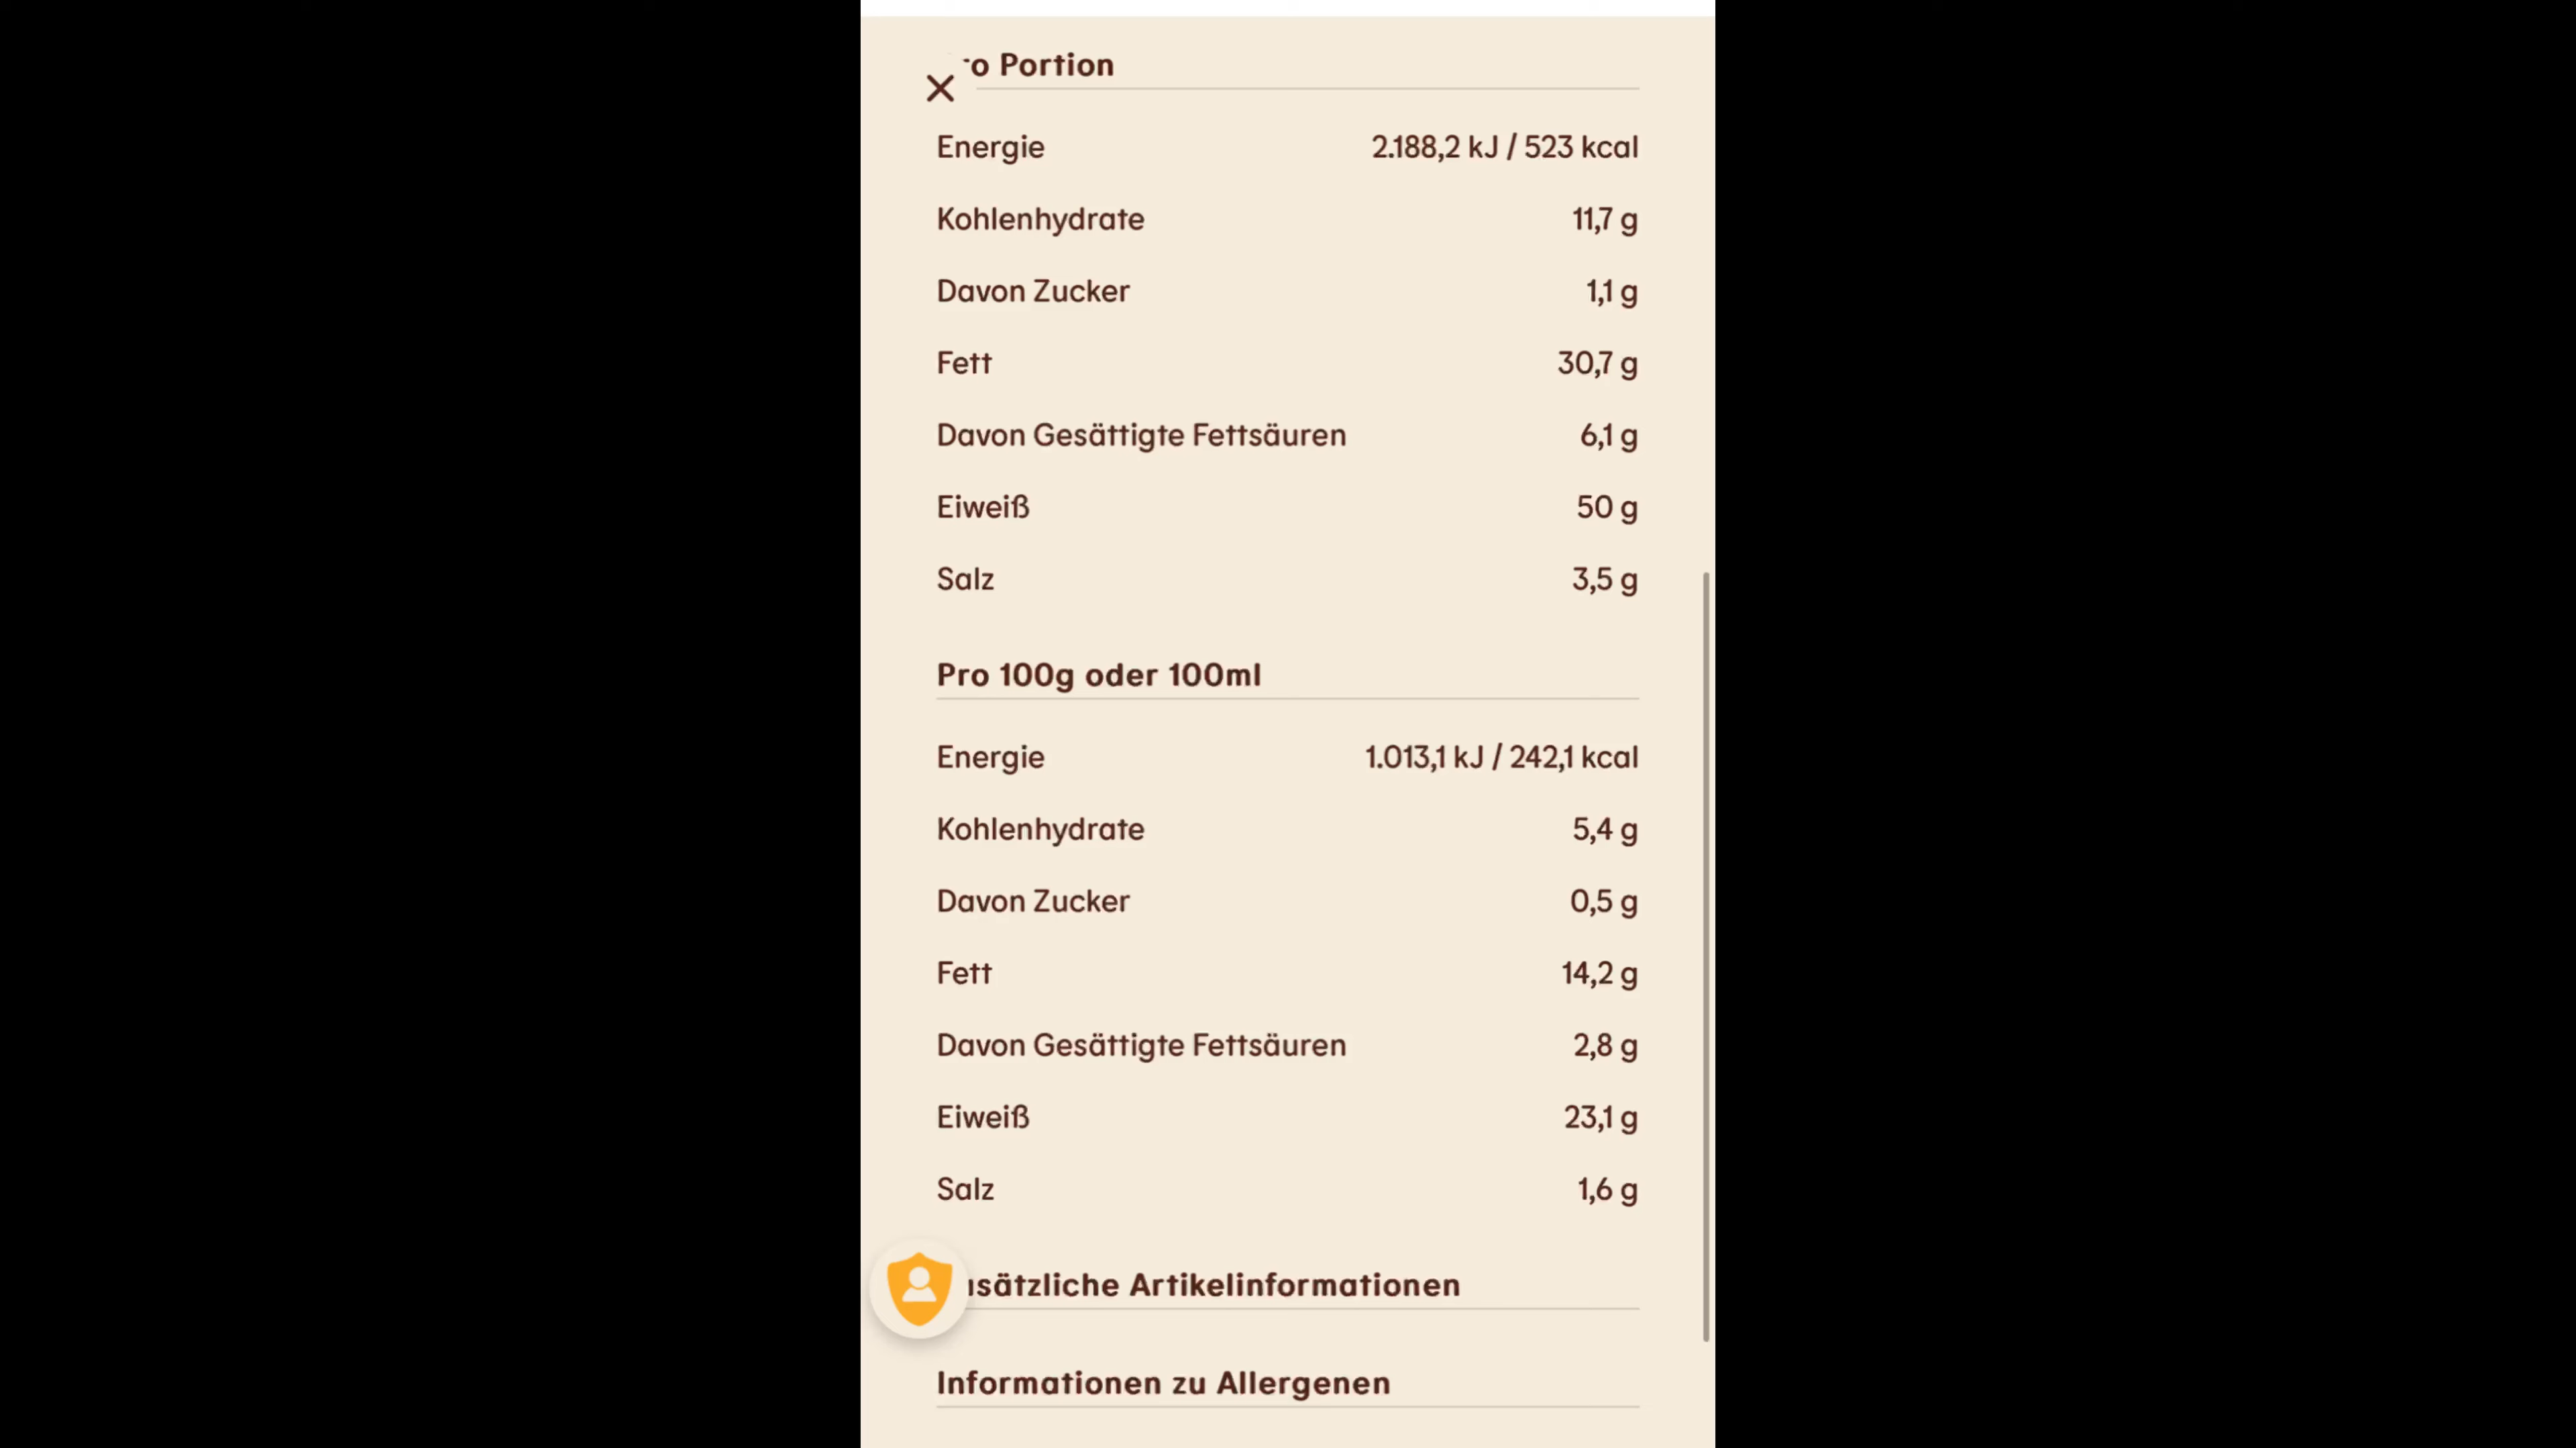 ro Portion
Energie 2.188,2 kJ / 523 kcal
Kohlenhydrate 11,7 g
Davon Zucker 1,1 g
Fett 30,7 g
Davon Gesättigte Fettsäuren 6,1 g
Eiweiß 50 g
Salz 3,5 g
Pro 100g oder 100ml
Energie 1.013,1 kJ / 242,1 kcal
Kohlenhydrate 5,4 g
Davon Zucker 0,5 g
Fett 14,2 g
Davon Gesättigte Fettsäuren 2,8 g
Eiweiß 23,1 g
Salz 1,6 g
usätzliche Artikelinformationen
Informationen zu Allergenen